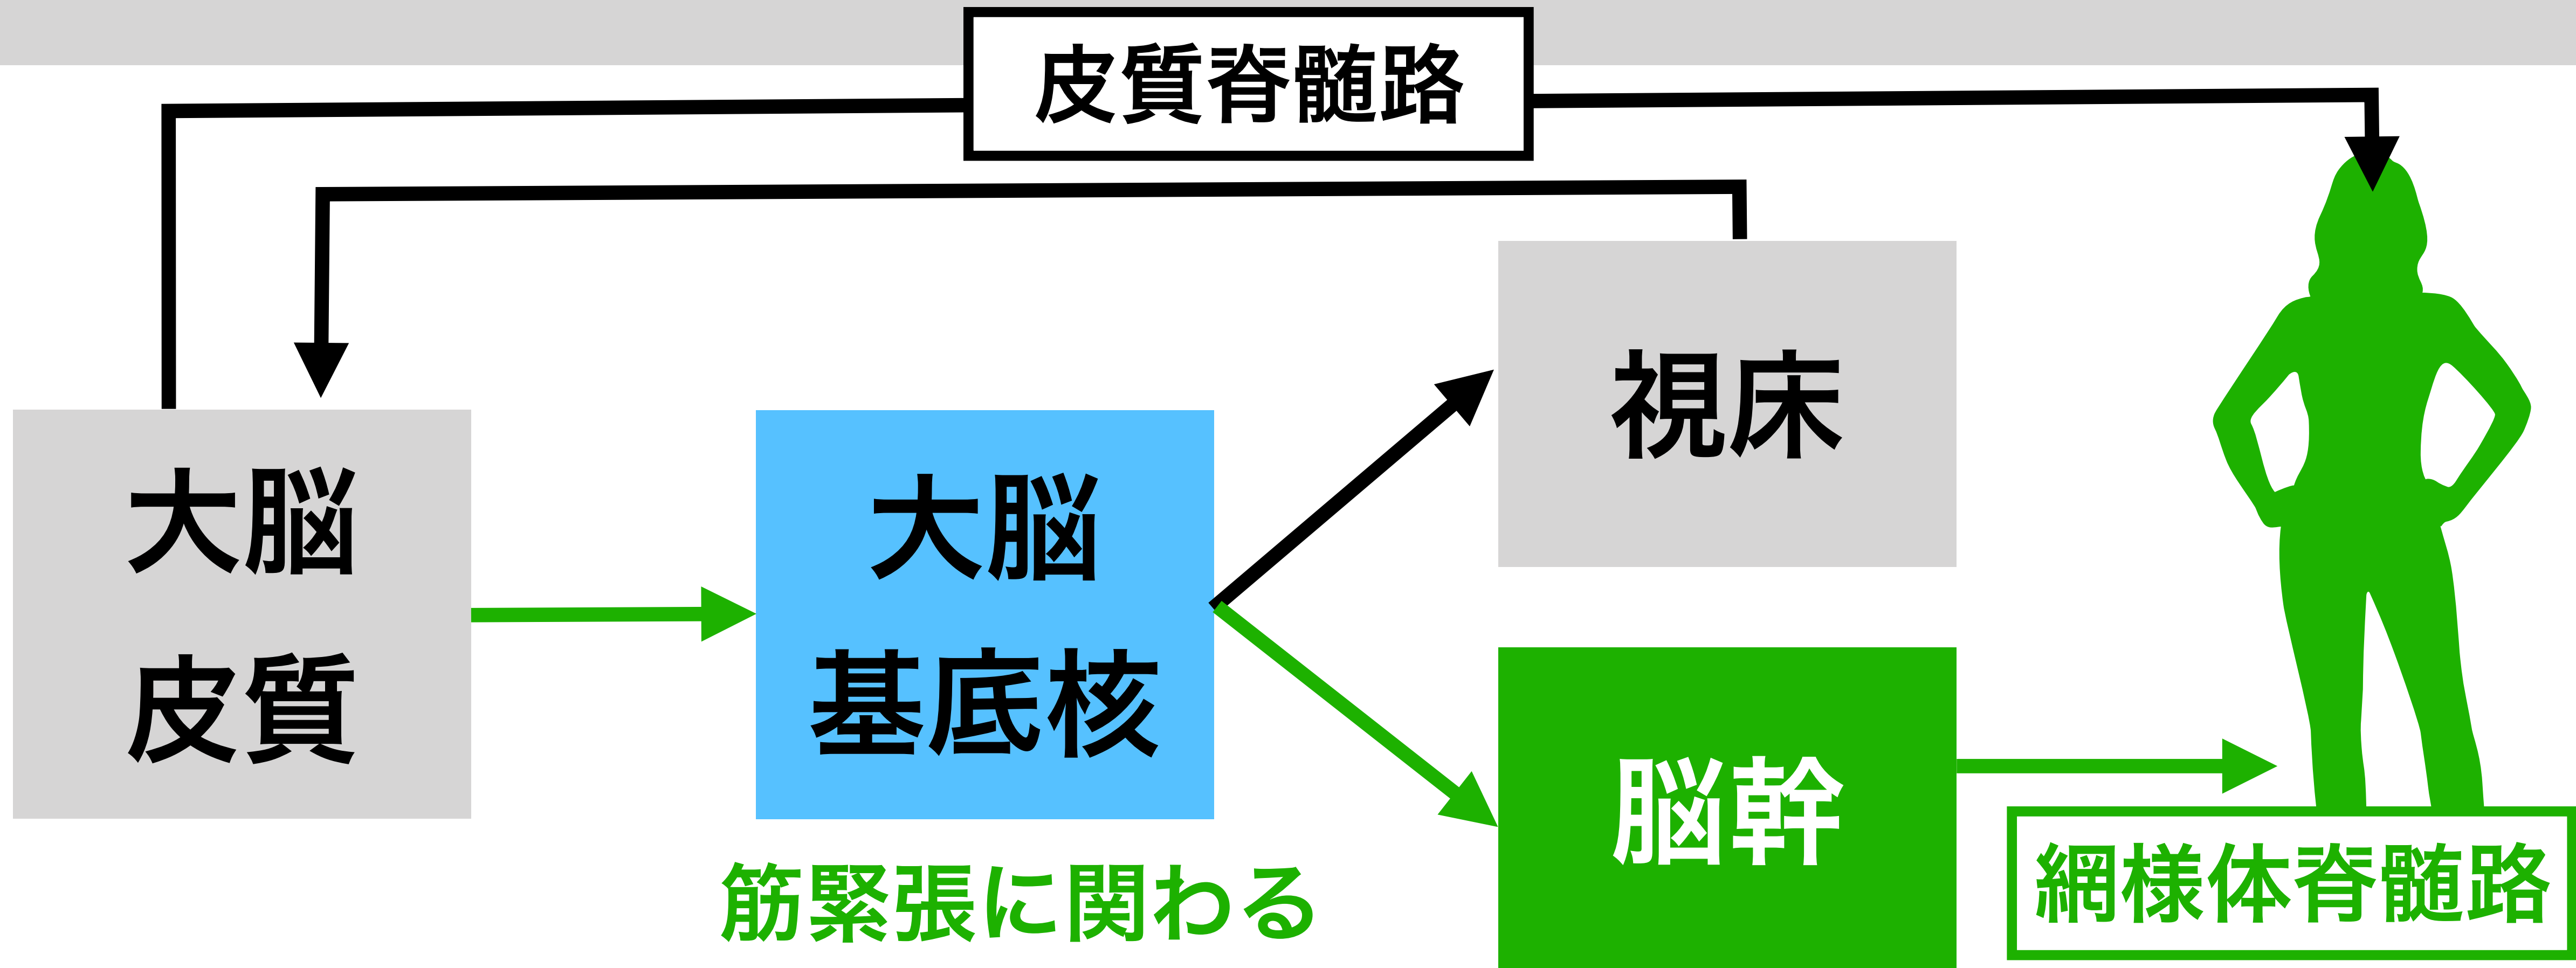 皮質脊髄路
大脳
皮質
大脳
基底核
視床
脳幹
筋緊張に関わる
網様体脊髄路